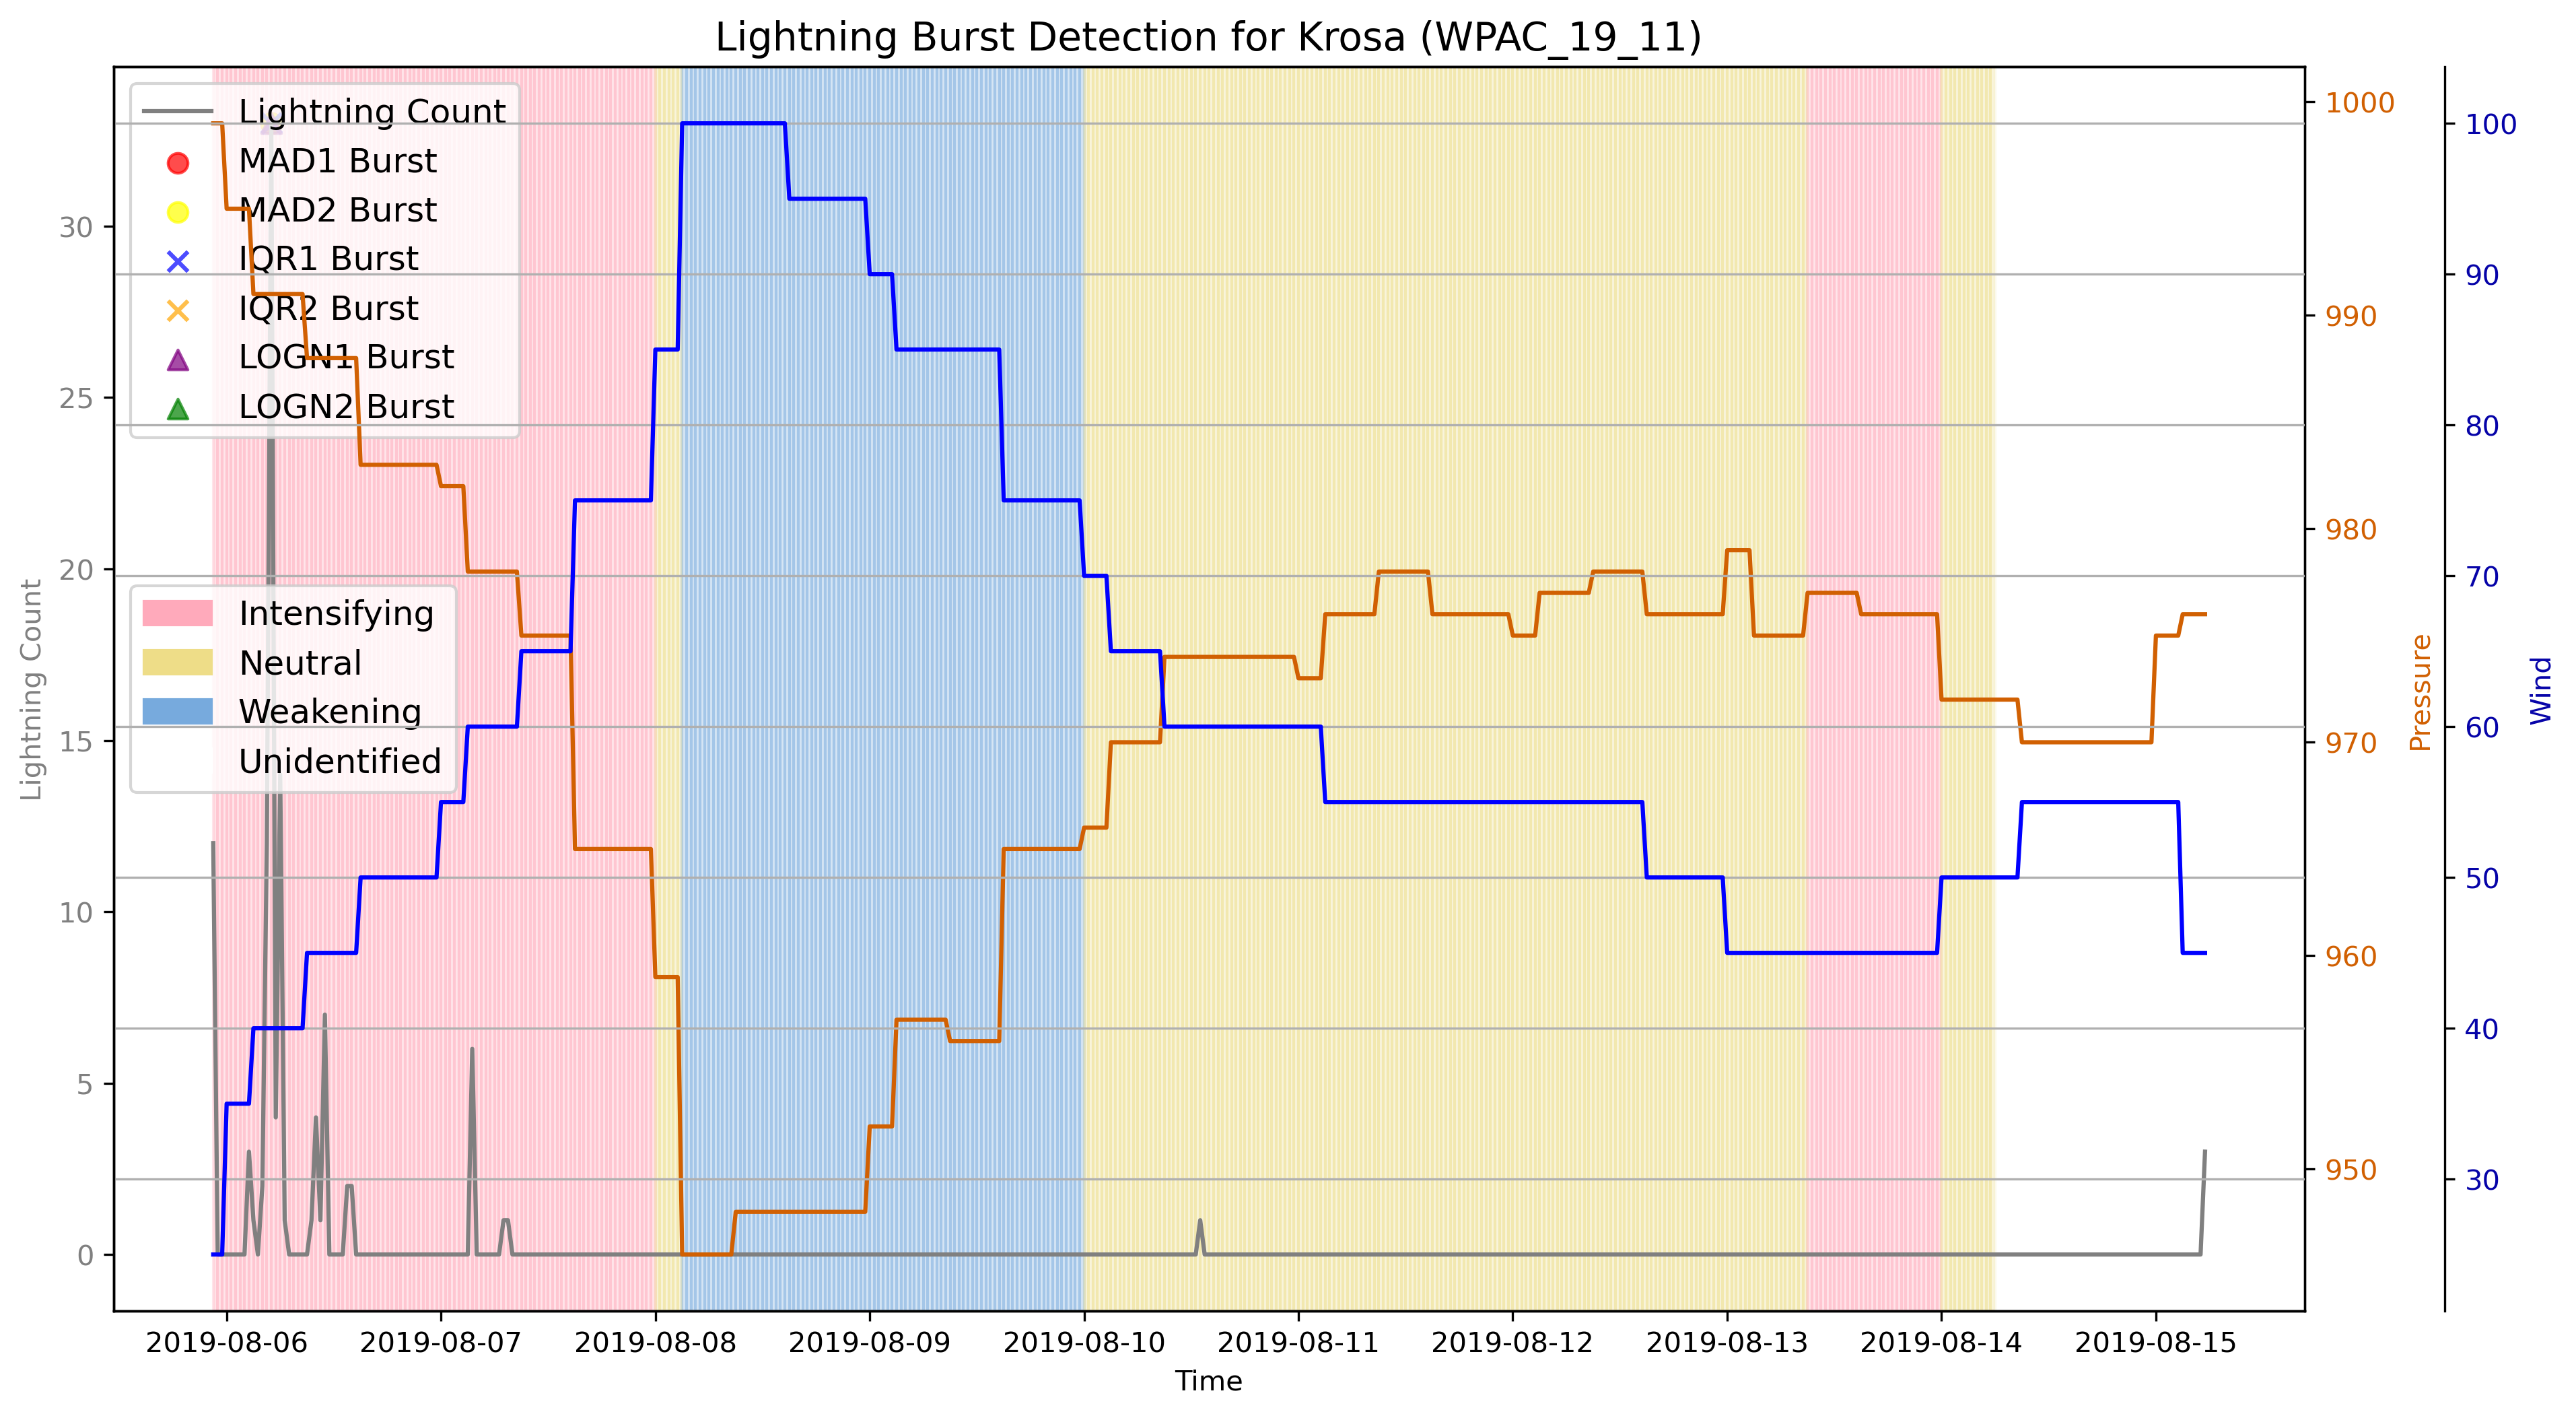 Lightning Burst Detection for Krosa (WPAC_19_11)
Lightning Count
MAD1 Burst
MAD2 Burst
IQR1 Burst
IQR2 Burst
LOGN1 Burst
LOGN2 Burst
Intensifying
Neutral
Weakening
Unidentified
Lightning Count
30
25
20
15
10
5
0
1000
990
980
970
960
950
Pressure
100
90
80
70
60
50
40
30
Wind
2019-08-06 2019-08-07 2019-08-08 2019-08-09 2019-08-10 2019-08-11 2019-08-12 2019-08-13 2019-08-14 2019-08-15
Time